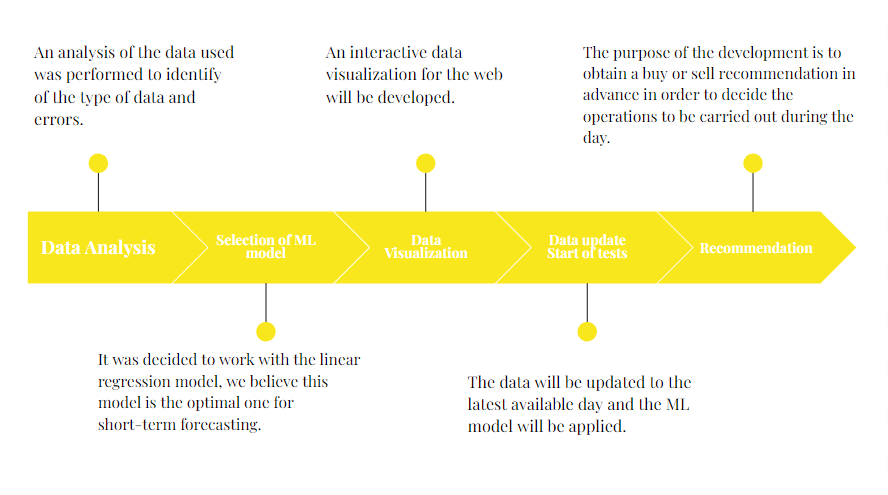 An analysis of the data used
was performed to identify
of the type of data and
errors.
An interactive data
visualization for the web
will be developed.
The purpose of the development is to
obtain a buy or sell recommendation in
advance in order to decide the
operations to be carried out during the
day.
Data Analysis
Selection of ML
model
Data
Visualization
Data update
Start of tests
Recommendation
It was decided to work with the linear
regression model, we believe this
model is the optimal one for
short-term forecasting.
The data will be updated to the
latest available day and the ML
model will be applied.